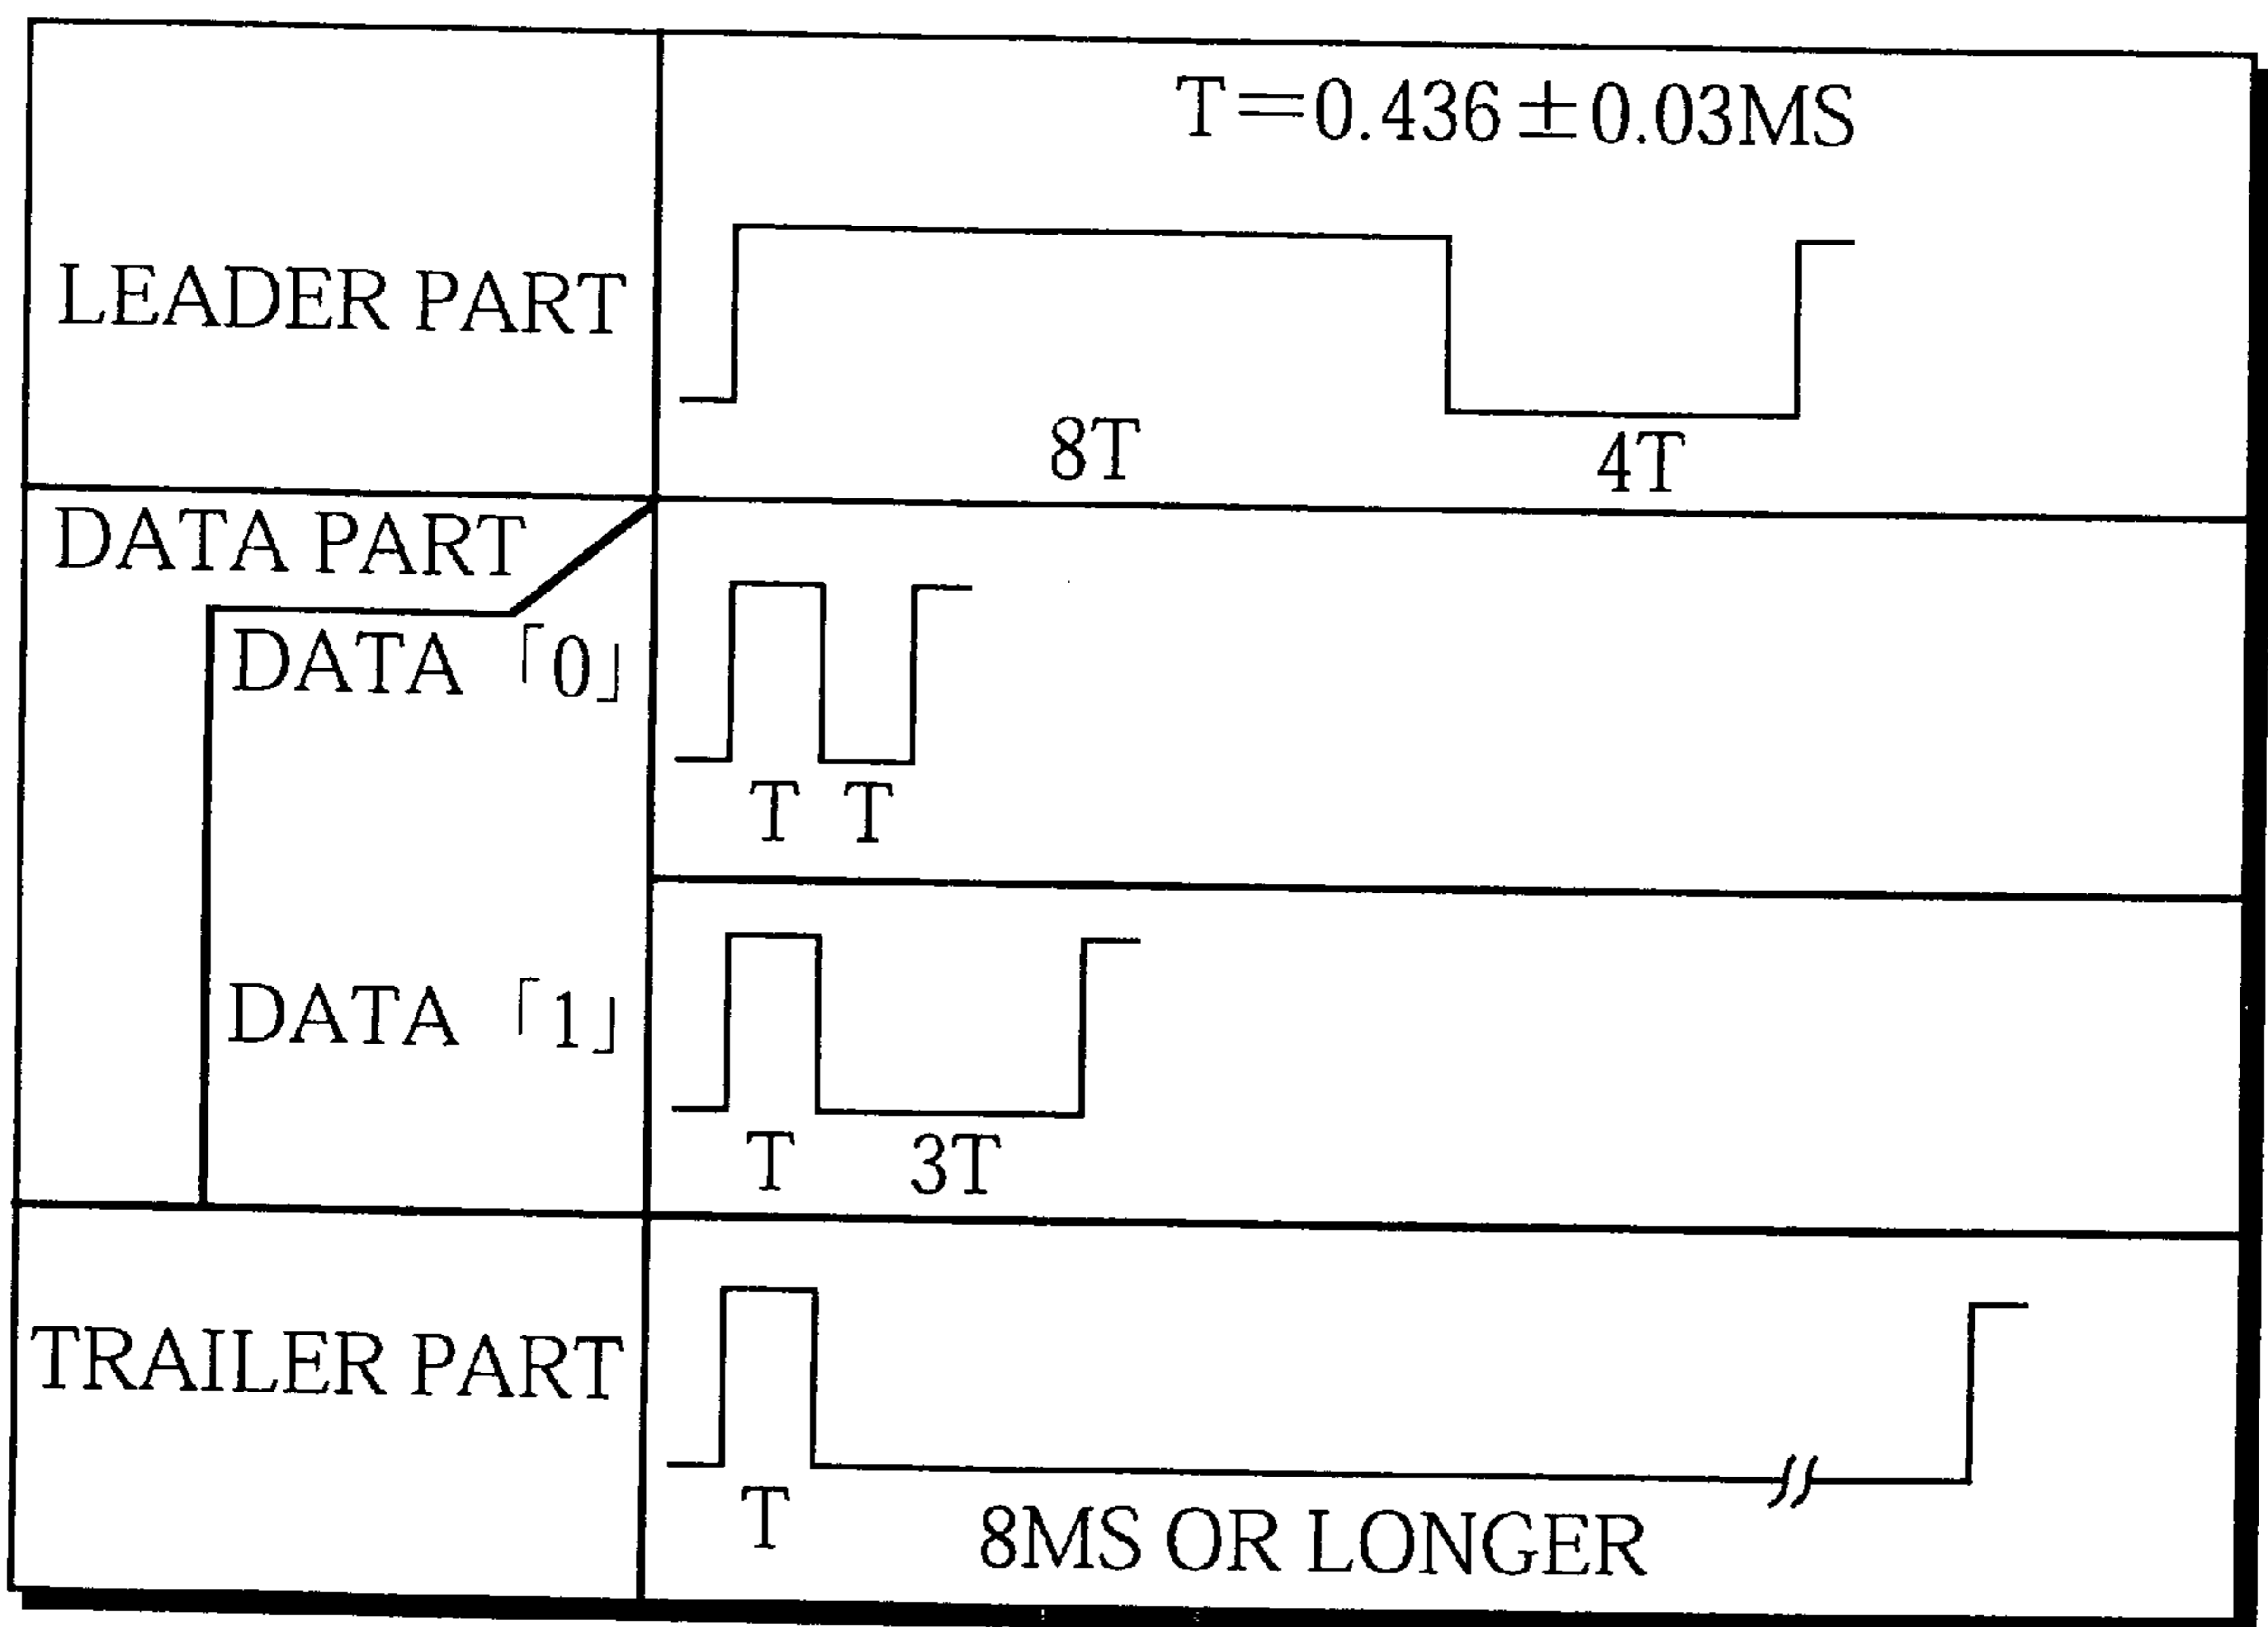 T=0.436±0.03MS
LEADER PART
8T 4T
DATA PART
DATA 「0」
T T
DATA 「1」
T 3T
TRAILER PART
T 8MS OR LONGER